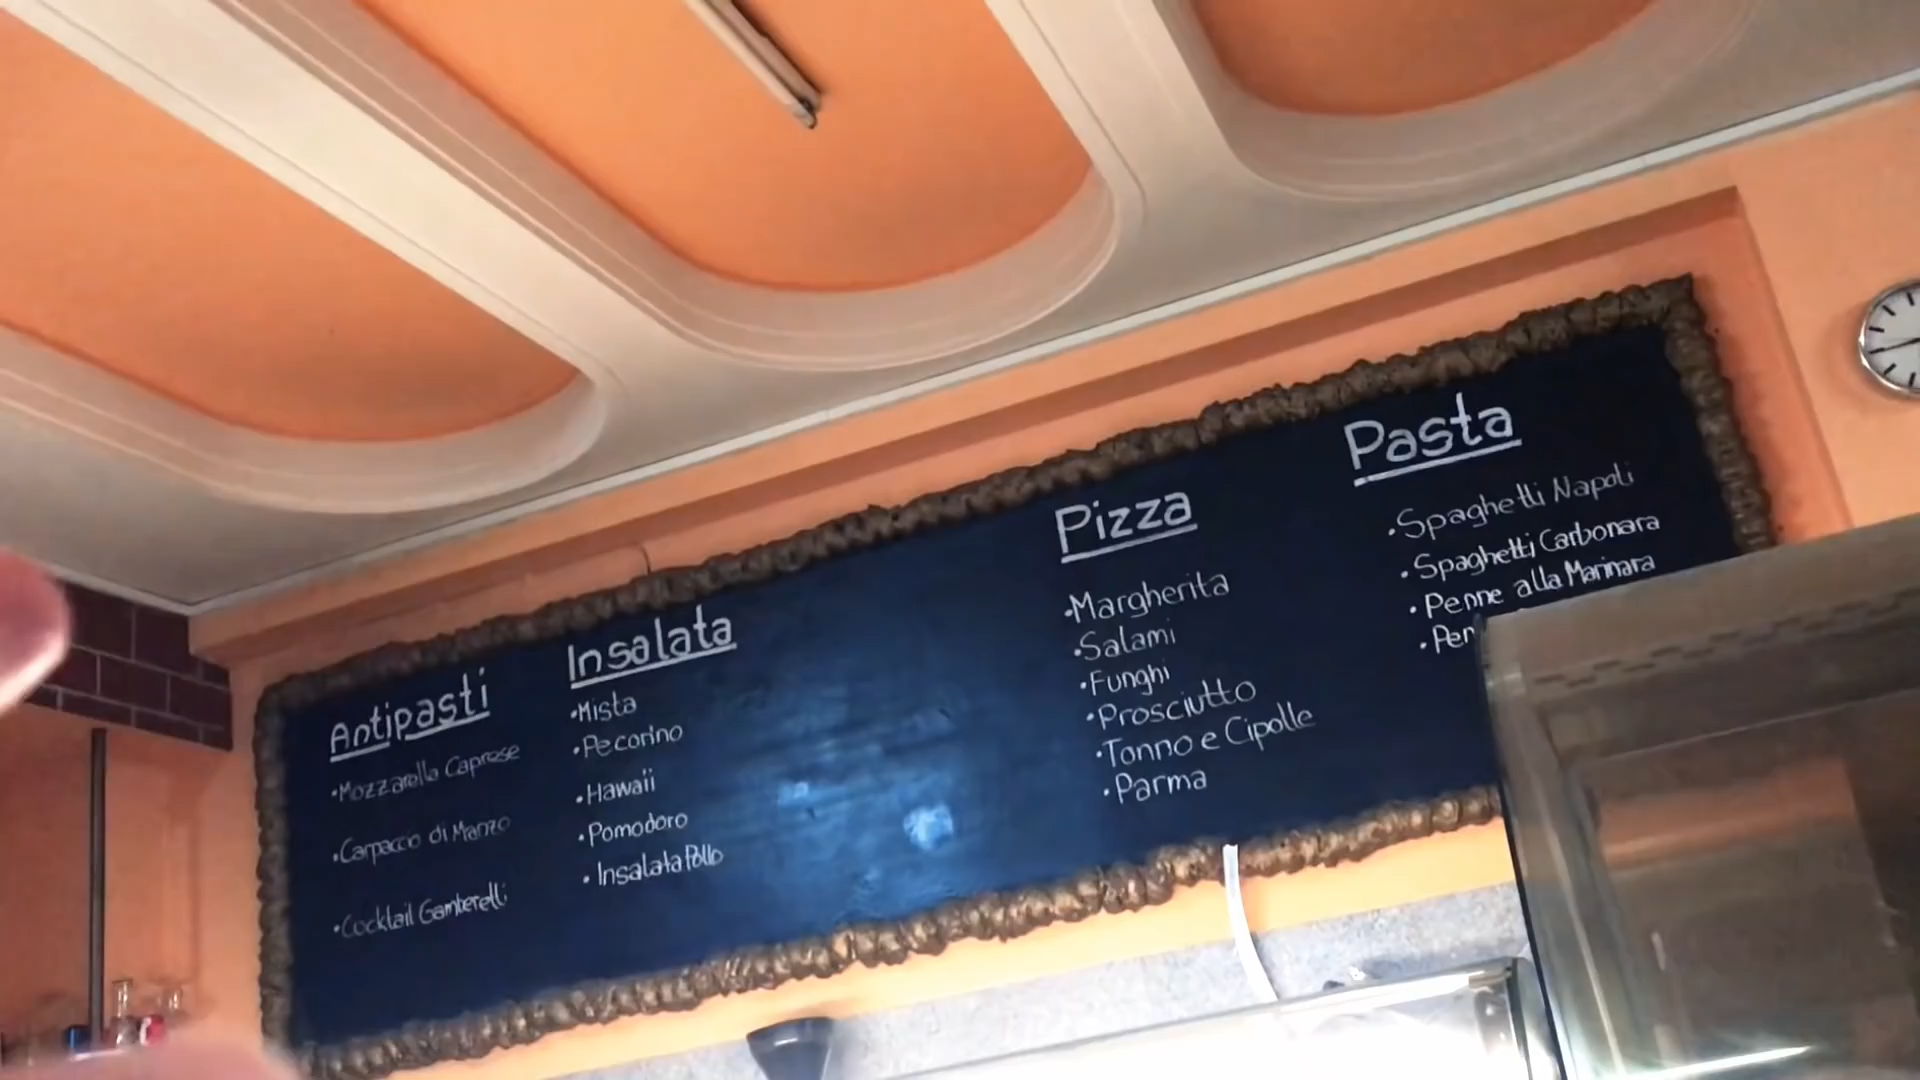 Antipasti
•Mozzarella Caprese
•Carpaccio di Manzo
•Cocktail Gamberelli
Insalata
•Mista
•Pecorino
•Hawaii
•Pomodoro
•Insalata Pollo
Pizza
•Margherita
•Salami
•Funghi
•Prosciutto
•Tonno e Cipolle
•Parma
Pasta
•Spaghetti Napoli
•Spaghetti Carbonara
•Penne alla Marinara